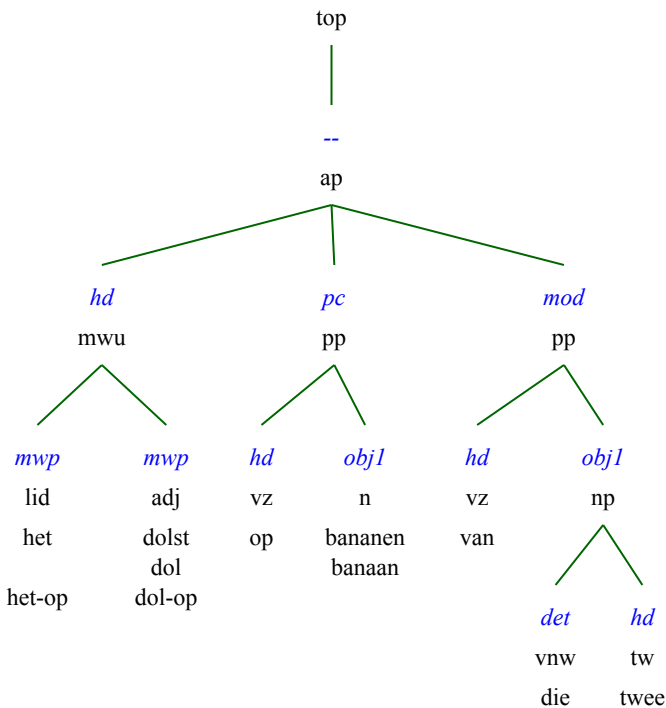 top
--
ap
hd pc mod
mwu pp pp
mwp mwp hd obj1 hd obj1
lid adj vz n vz np
het dolst op bananen van
dol banaan
het-op dol-op
det hd
vnw tw
die twee